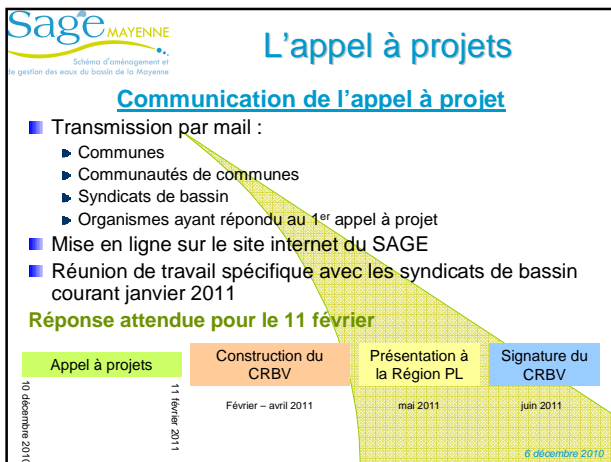 Sage MAYENNE
Schéma d'aménagement et
de gestion des eaux du bassin de la Mayenne
L'appel à projets
Communication de l'appel à projet
Transmission par mail :
Communes
Communautés de communes
Syndicats de bassin
Organismes ayant répondu au 1er appel à projet
Mise en ligne sur le site internet du SAGE
Réunion de travail spécifique avec les syndicats de bassin
courant janvier 2011
Réponse attendue pour le 11 février
Appel à projets
Construction du
CRBV
Présentation à
la Région PL
Signature du
CRBV
10 décembre 2010
11 février 2011
Février – avril 2011
mai 2011
juin 2011
6 décembre 2010